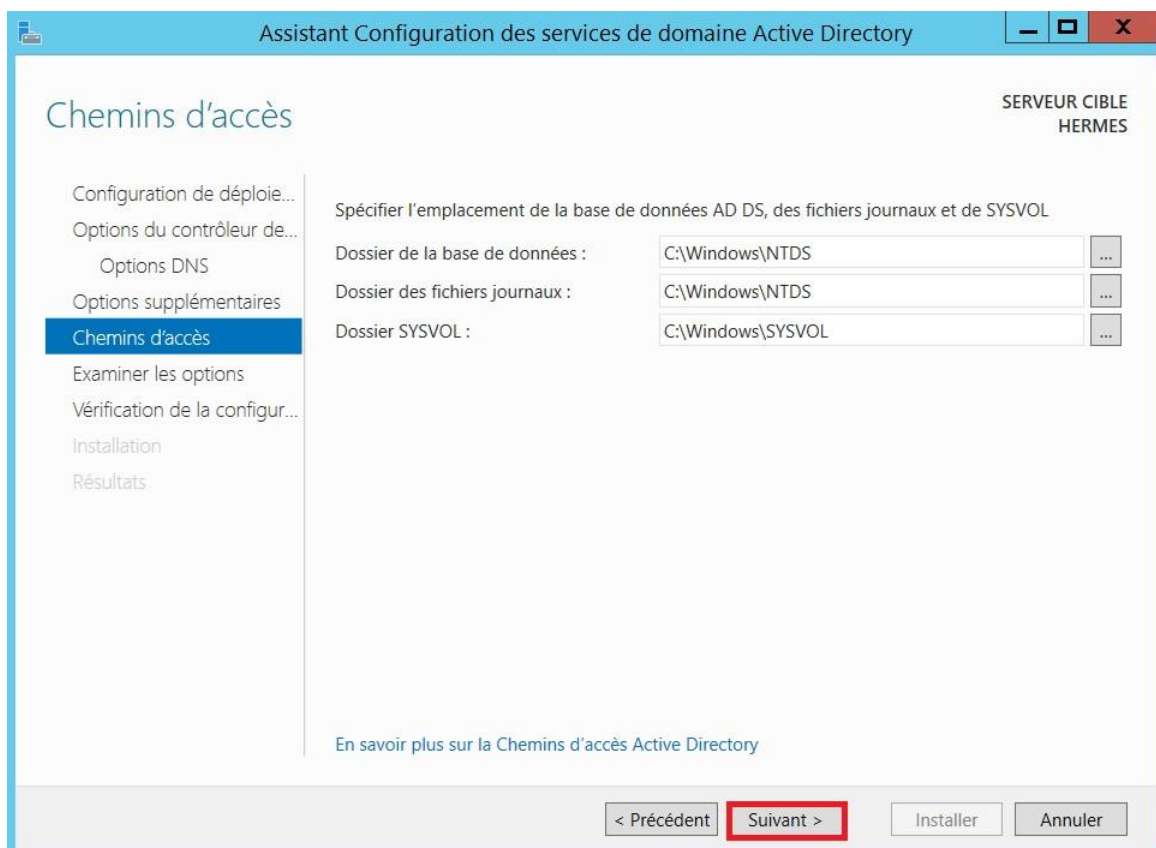 Assistant Configuration des services de domaine Active Directory
Chemins d'accès
SERVEUR CIBLE
HERMES
Configuration de déploie...
Options du contrôleur de...
Options DNS
Options supplémentaires
Chemins d'accès
Examiner les options
Vérification de la configur...
Installation
Résultats
Spécifier l'emplacement de la base de données AD DS, des fichiers journaux et de SYSVOL
Dossier de la base de données : C:\Windows\NTDS ...
Dossier des fichiers journaux : C:\Windows\NTDS ...
Dossier SYSVOL : C:\Windows\SYSVOL ...
En savoir plus sur la Chemins d'accès Active Directory
< Précédent Suivant > Installer Annuler